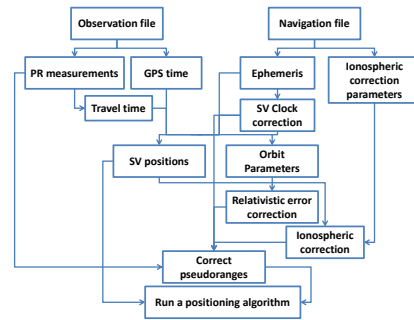 Observation file
Navigation file
PR measurements
GPS time
Ephemeris
Ionospheric
correction
parameters
Travel time
SV Clock
correction
SV positions
Orbit
Parameters
Relativistic error
correction
Ionospheric
correction
Correct
pseudoranges
Run a positioning algorithm